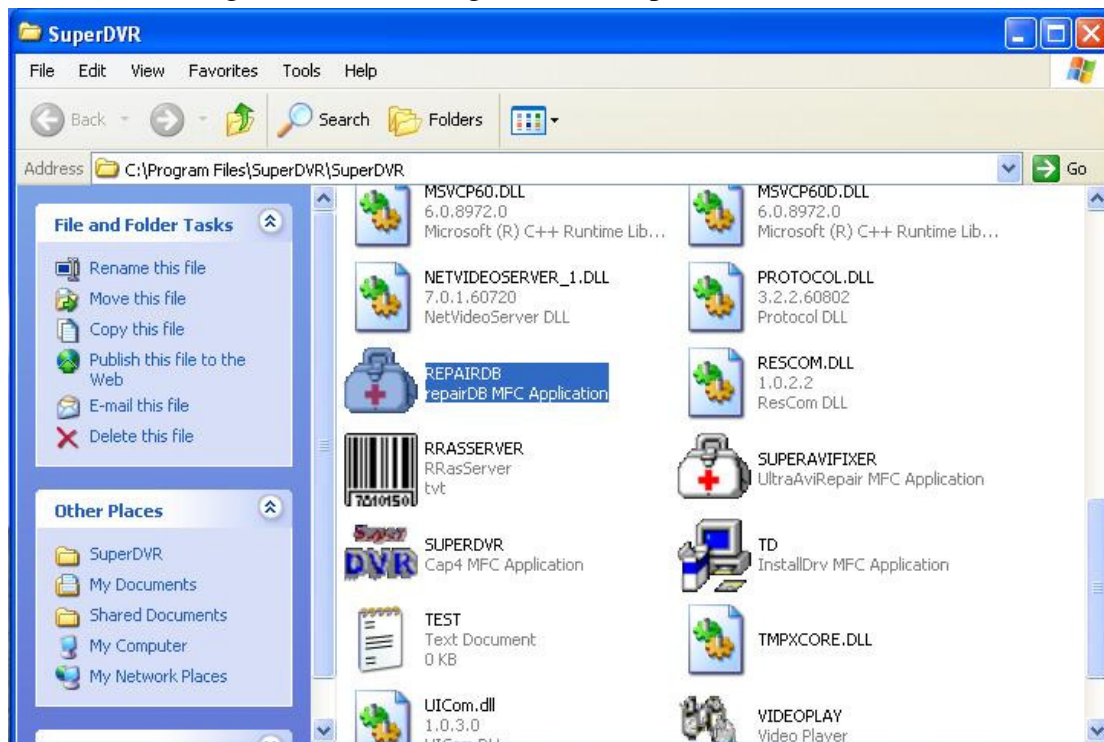 SuperDVR
File Edit View Favorites Tools Help
Back Search Folders
Address C:\Program Files\SuperDVR\SuperDVR Go
File and Folder Tasks
Rename this file
Move this file
Copy this file
Publish this file to the
Web
E-mail this file
Delete this file
Other Places
SuperDVR
My Documents
Shared Documents
My Computer
My Network Places
MSVCP60.DLL
6.0.8972.0
Microsoft (R) C++ Runtime Lib...
MSVCP60D.DLL
6.0.8972.0
Microsoft (R) C++ Runtime Lib...
NETVIDEOSERVER_1.DLL
7.0.1.60720
NetVideoServer DLL
PROTOCOL.DLL
3.2.2.60802
Protocol DLL
REPAIRDB
repairDB MFC Application
RESCOM.DLL
1.0.2.2
ResCom DLL
RRASSERVER
RRasServer
tvt
SUPERAVIFIXER
UltraAviRepair MFC Application
Super
DVR
SUPERDVR
Cap4 MFC Application
TD
InstallDrv MFC Application
TEST
Text Document
0 KB
TMPXCORE.DLL
UICom.dll
1.0.3.0
VIDEOPLAY
Video Player